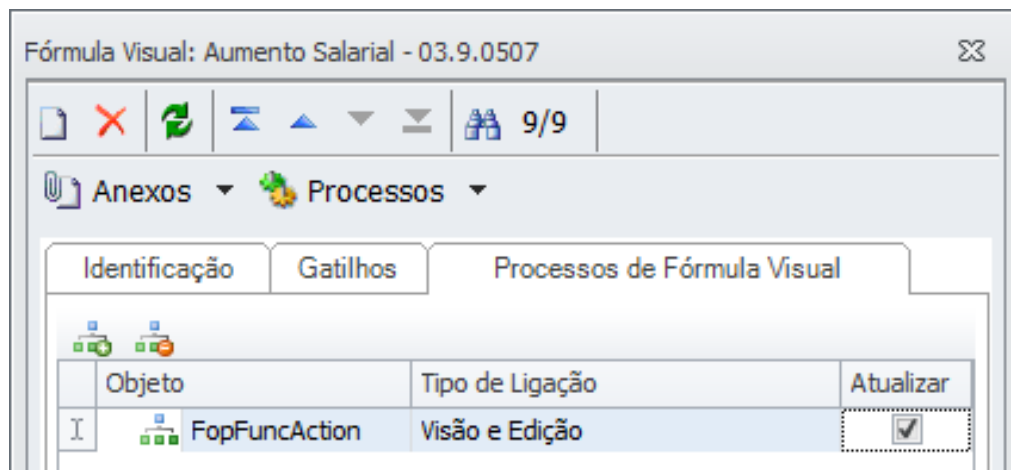 Fórmula Visual: Aumento Salarial - 03.9.0507
9/9
Anexos Processos
Identificação Gatilhos Processos de Fórmula Visual
Objeto Tipo de Ligação Atualizar
FopFuncAction Visão e Edição